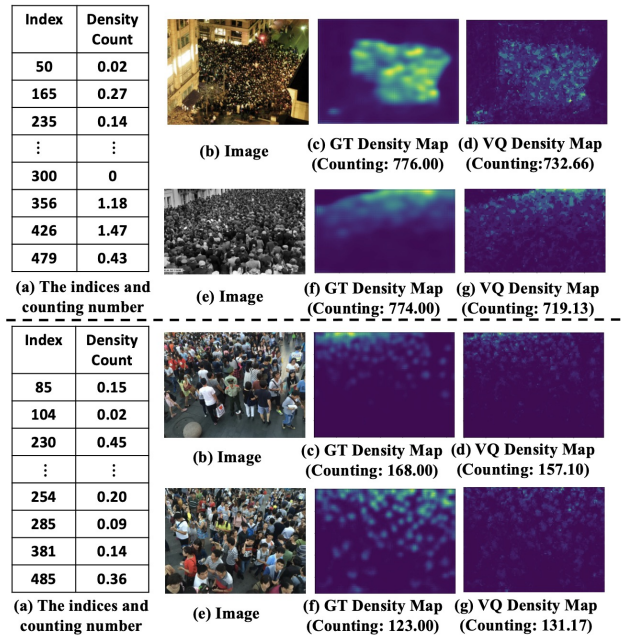 Index Density Count
50 0.02
165 0.27
235 0.14
⋮ ⋮
300 0
356 1.18
426 1.47
479 0.43
(a) The indices and
counting number
(b) Image
(c) GT Density Map
(Counting: 776.00)
(d) VQ Density Map
(Counting:732.66)
(e) Image
(f) GT Density Map
(Counting: 774.00)
(g) VQ Density Map
(Counting: 719.13)
Index Density Count
85 0.15
104 0.02
230 0.45
⋮ ⋮
254 0.20
285 0.09
381 0.14
485 0.36
(a) The indices and
counting number
(b) Image
(c) GT Density Map
(Counting: 168.00)
(d) VQ Density Map
(Counting: 157.10)
(e) Image
(f) GT Density Map
(Counting: 123.00)
(g) VQ Density Map
(Counting: 131.17)